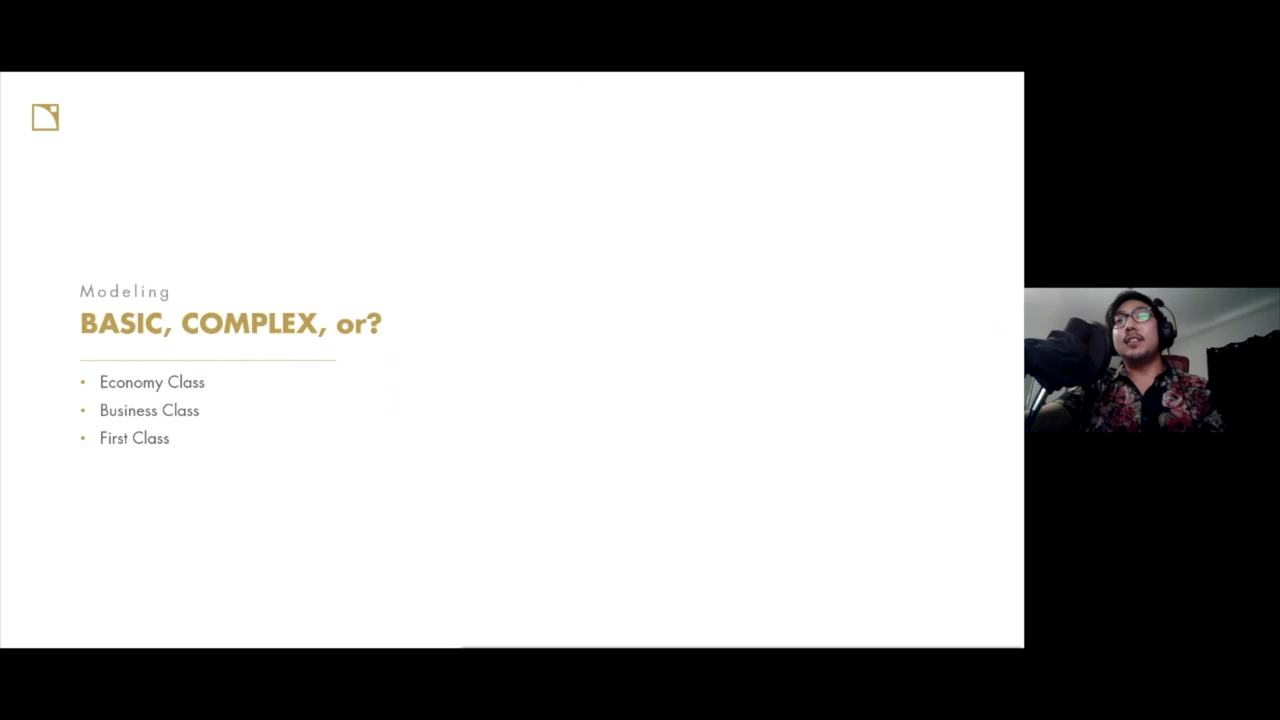 Modeling
BASIC, COMPLEX, or?
• Economy Class
• Business Class
• First Class